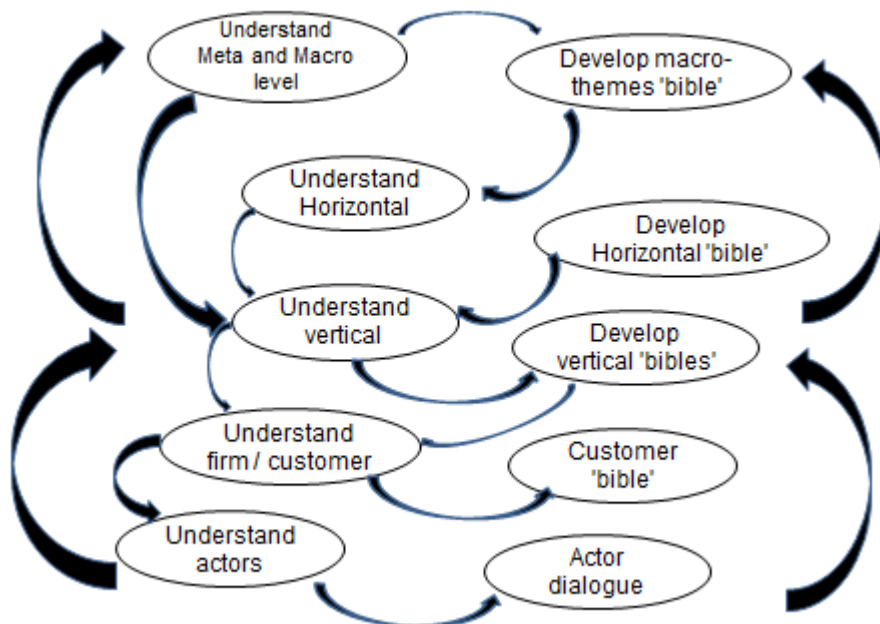 Understand
Meta and Macro
level
Develop macro-
themes 'bible'
Understand
Horizontal
Develop
Horizontal 'bible'
Understand
vertical
Develop
vertical 'bibles'
Understand
firm / customer
Customer
'bible'
Understand
actors
Actor
dialogue